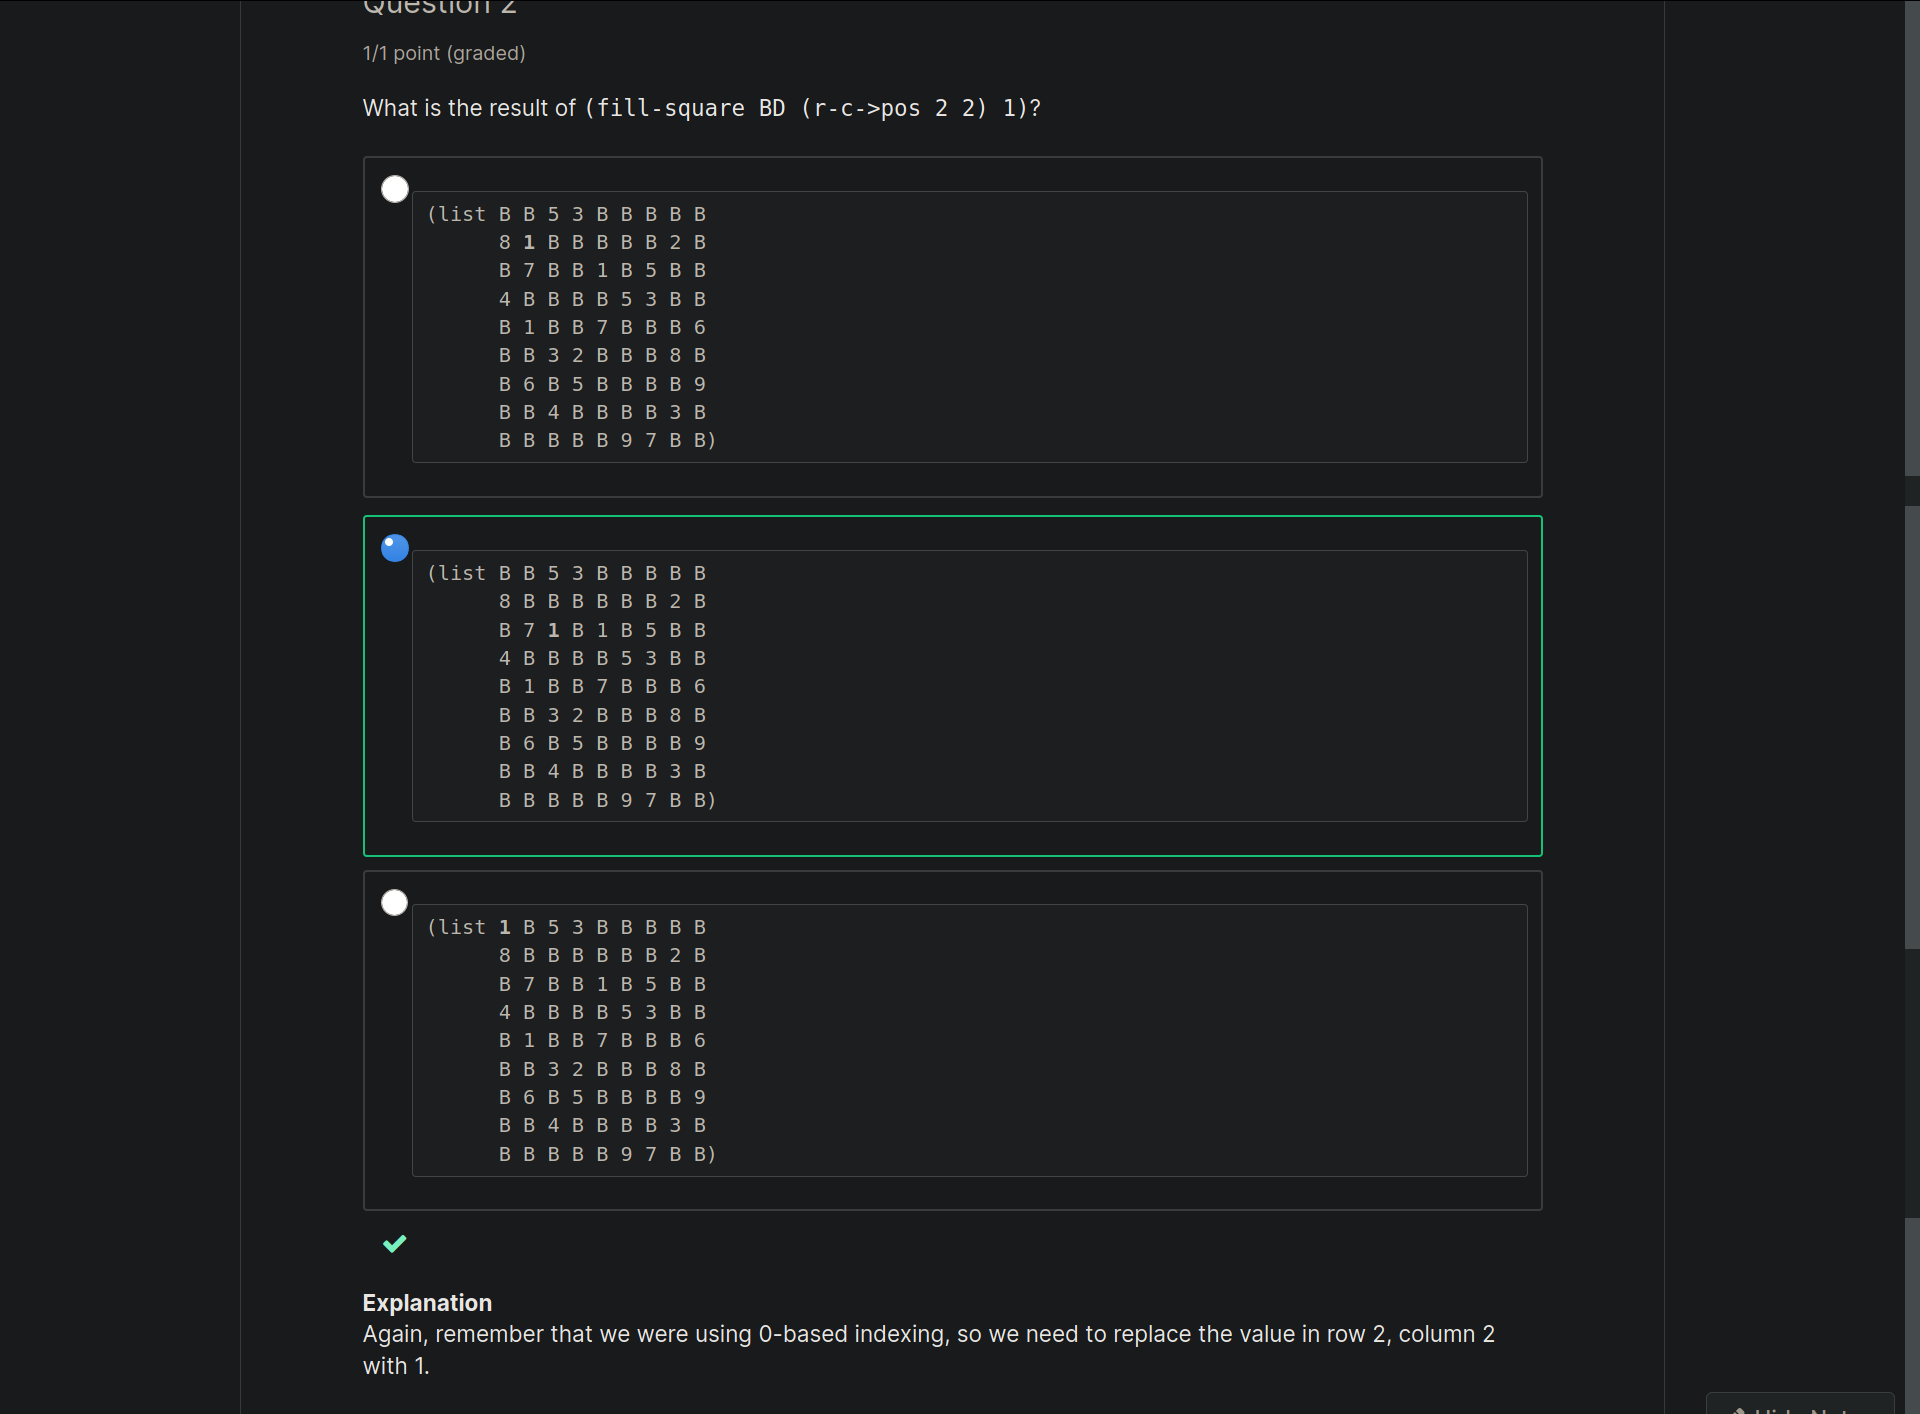 Question 2
1/1 point (graded)
What is the result of (fill-square BD (r-c->pos 2 2) 1)?
(list B B 5 3 B B B B B
8 1 B B B B B 2 B
B 7 B B 1 B 5 B B
4 B B B B 5 3 B B
B 1 B B 7 B B B 6
B B 3 2 B B B 8 B
B 6 B 5 B B B B 9
B B 4 B B B B 3 B
B B B B B 9 7 B B)
(list B B 5 3 B B B B B
8 B B B B B B 2 B
B 7 1 B 1 B 5 B B
4 B B B B 5 3 B B
B 1 B B 7 B B B 6
B B 3 2 B B B 8 B
B 6 B 5 B B B B 9
B B 4 B B B B 3 B
B B B B B 9 7 B B)
(list 1 B 5 3 B B B B B
8 B B B B B B 2 B
B 7 B B 1 B 5 B B
4 B B B B 5 3 B B
B 1 B B 7 B B B 6
B B 3 2 B B B 8 B
B 6 B 5 B B B B 9
B B 4 B B B B 3 B
B B B B B 9 7 B B)
Explanation
Again, remember that we were using 0-based indexing, so we need to replace the value in row 2, column 2
with 1.